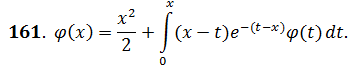 161. φ(x) = x²/2 + ∫₀ˣ (x − t)e^{−(t−x)}φ(t) dt.